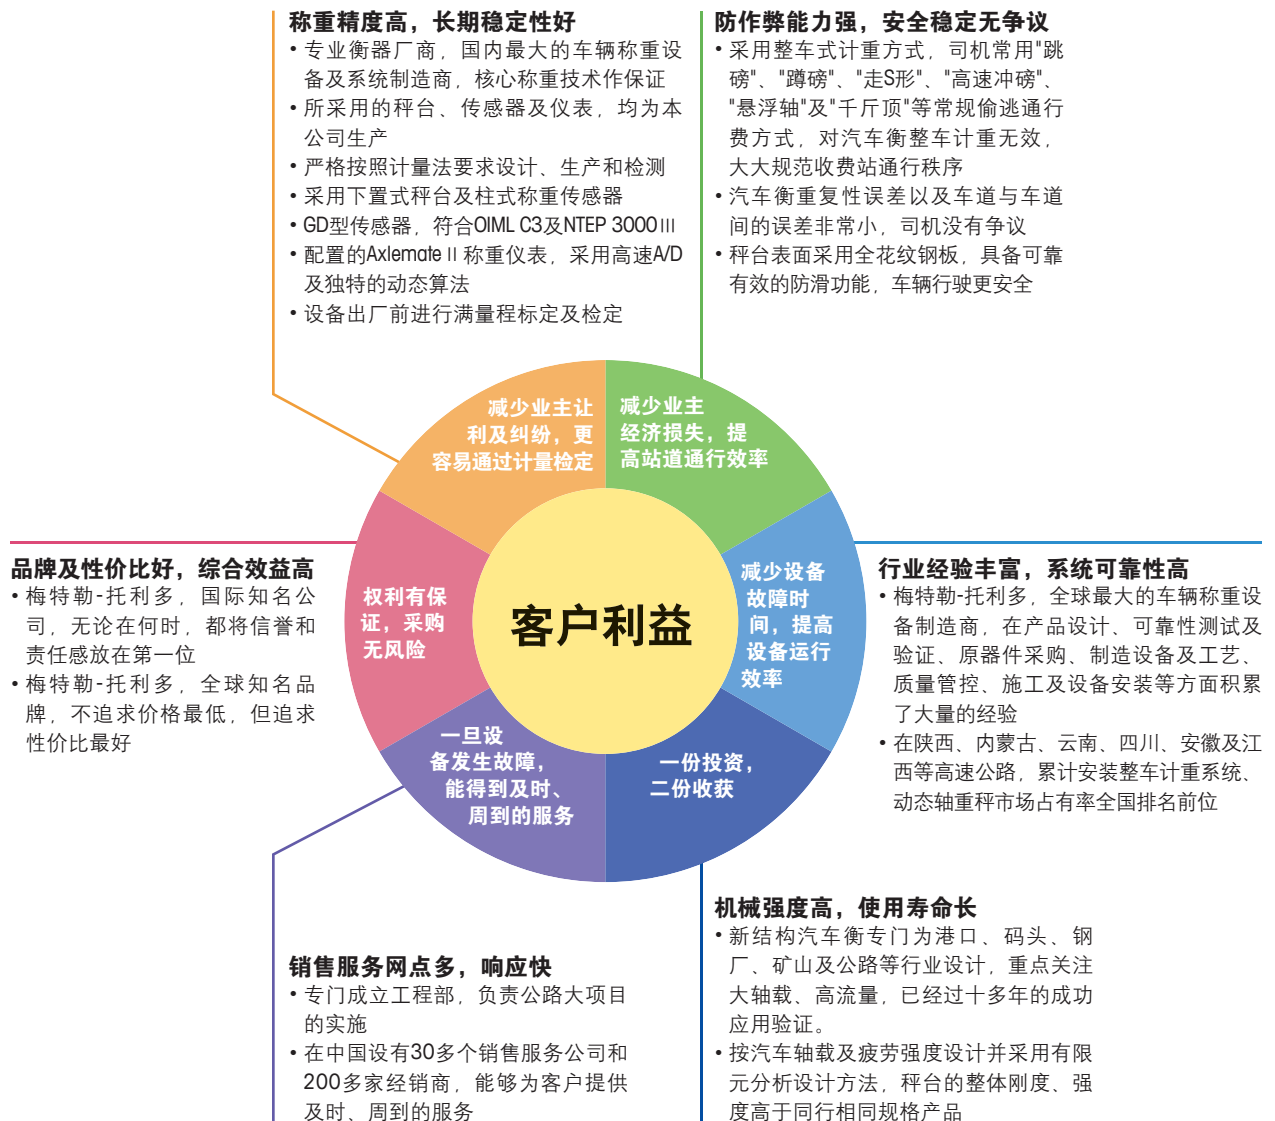 称重精度高，长期稳定性好
• 专业衡器厂商，国内最大的车辆称重设
备及系统制造商，核心称重技术作保证
• 所采用的秤台、传感器及仪表，均为本
公司生产
• 严格按照计量法要求设计、生产和检测
• 采用下置式秤台及柱式称重传感器
• GD型传感器，符合OIML C3及NTEP 3000III
• 配置的Axlemate II 称重仪表，采用高速A/D
及独特的动态算法
• 设备出厂前进行满量程标定及检定
防作弊能力强，安全稳定无争议
• 采用整车式计重方式，司机常用"跳
磅"、"蹲磅"、"走S形"、"高速冲磅"、
"悬浮轴"及"千斤顶"等常规偷逃通行
费方式，对汽车衡整车计重无效，
大大规范收费站通行秩序
• 汽车衡重复性误差以及车道与车道
间的误差非常小，司机没有争议
• 秤台表面采用全花纹钢板，具备可靠
有效的防滑功能，车辆行驶更安全
减少业主让
利及纠纷，更
容易通过计量检定
减少业主
经济损失，提
高站道通行效率
品牌及性价比好，综合效益高
• 梅特勒-托利多，国际知名公
司，无论在何时，都将信誉和
责任感放在第一位
• 梅特勒-托利多，全球知名品
牌，不追求价格最低，但追求
性价比最好
权利有保
证，采购
无风险
客户利益
减少设备
故障时
间，提高
设备运行
效率
行业经验丰富，系统可靠性高
• 梅特勒-托利多，全球最大的车辆称重设
备制造商，在产品设计、可靠性测试及
验证、原器件采购、制造设备及工艺、
质量管控、施工及设备安装等方面积累
了大量的经验
• 在陕西、内蒙古、云南、四川、安徽及江
西等高速公路，累计安装整车计重系统、
动态轴重秤市场占有率全国排名前位
一旦设
备发生故障，
能得到及时、
周到的服务
一份投资，
二份收获
销售服务网点多，响应快
• 专门成立工程部，负责公路大项目
的实施
• 在中国设有30多个销售服务公司和
200多家经销商，能够为客户提供
及时、周到的服务
机械强度高，使用寿命长
• 新结构汽车衡专门为港口、码头、钢
厂、矿山及公路等行业设计，重点关注
大轴载、高流量，已经过十多年的成功
应用验证。
• 按汽车轴载及疲劳强度设计并采用有限
元分析设计方法，秤台的整体刚度、强
度高于同行相同规格产品